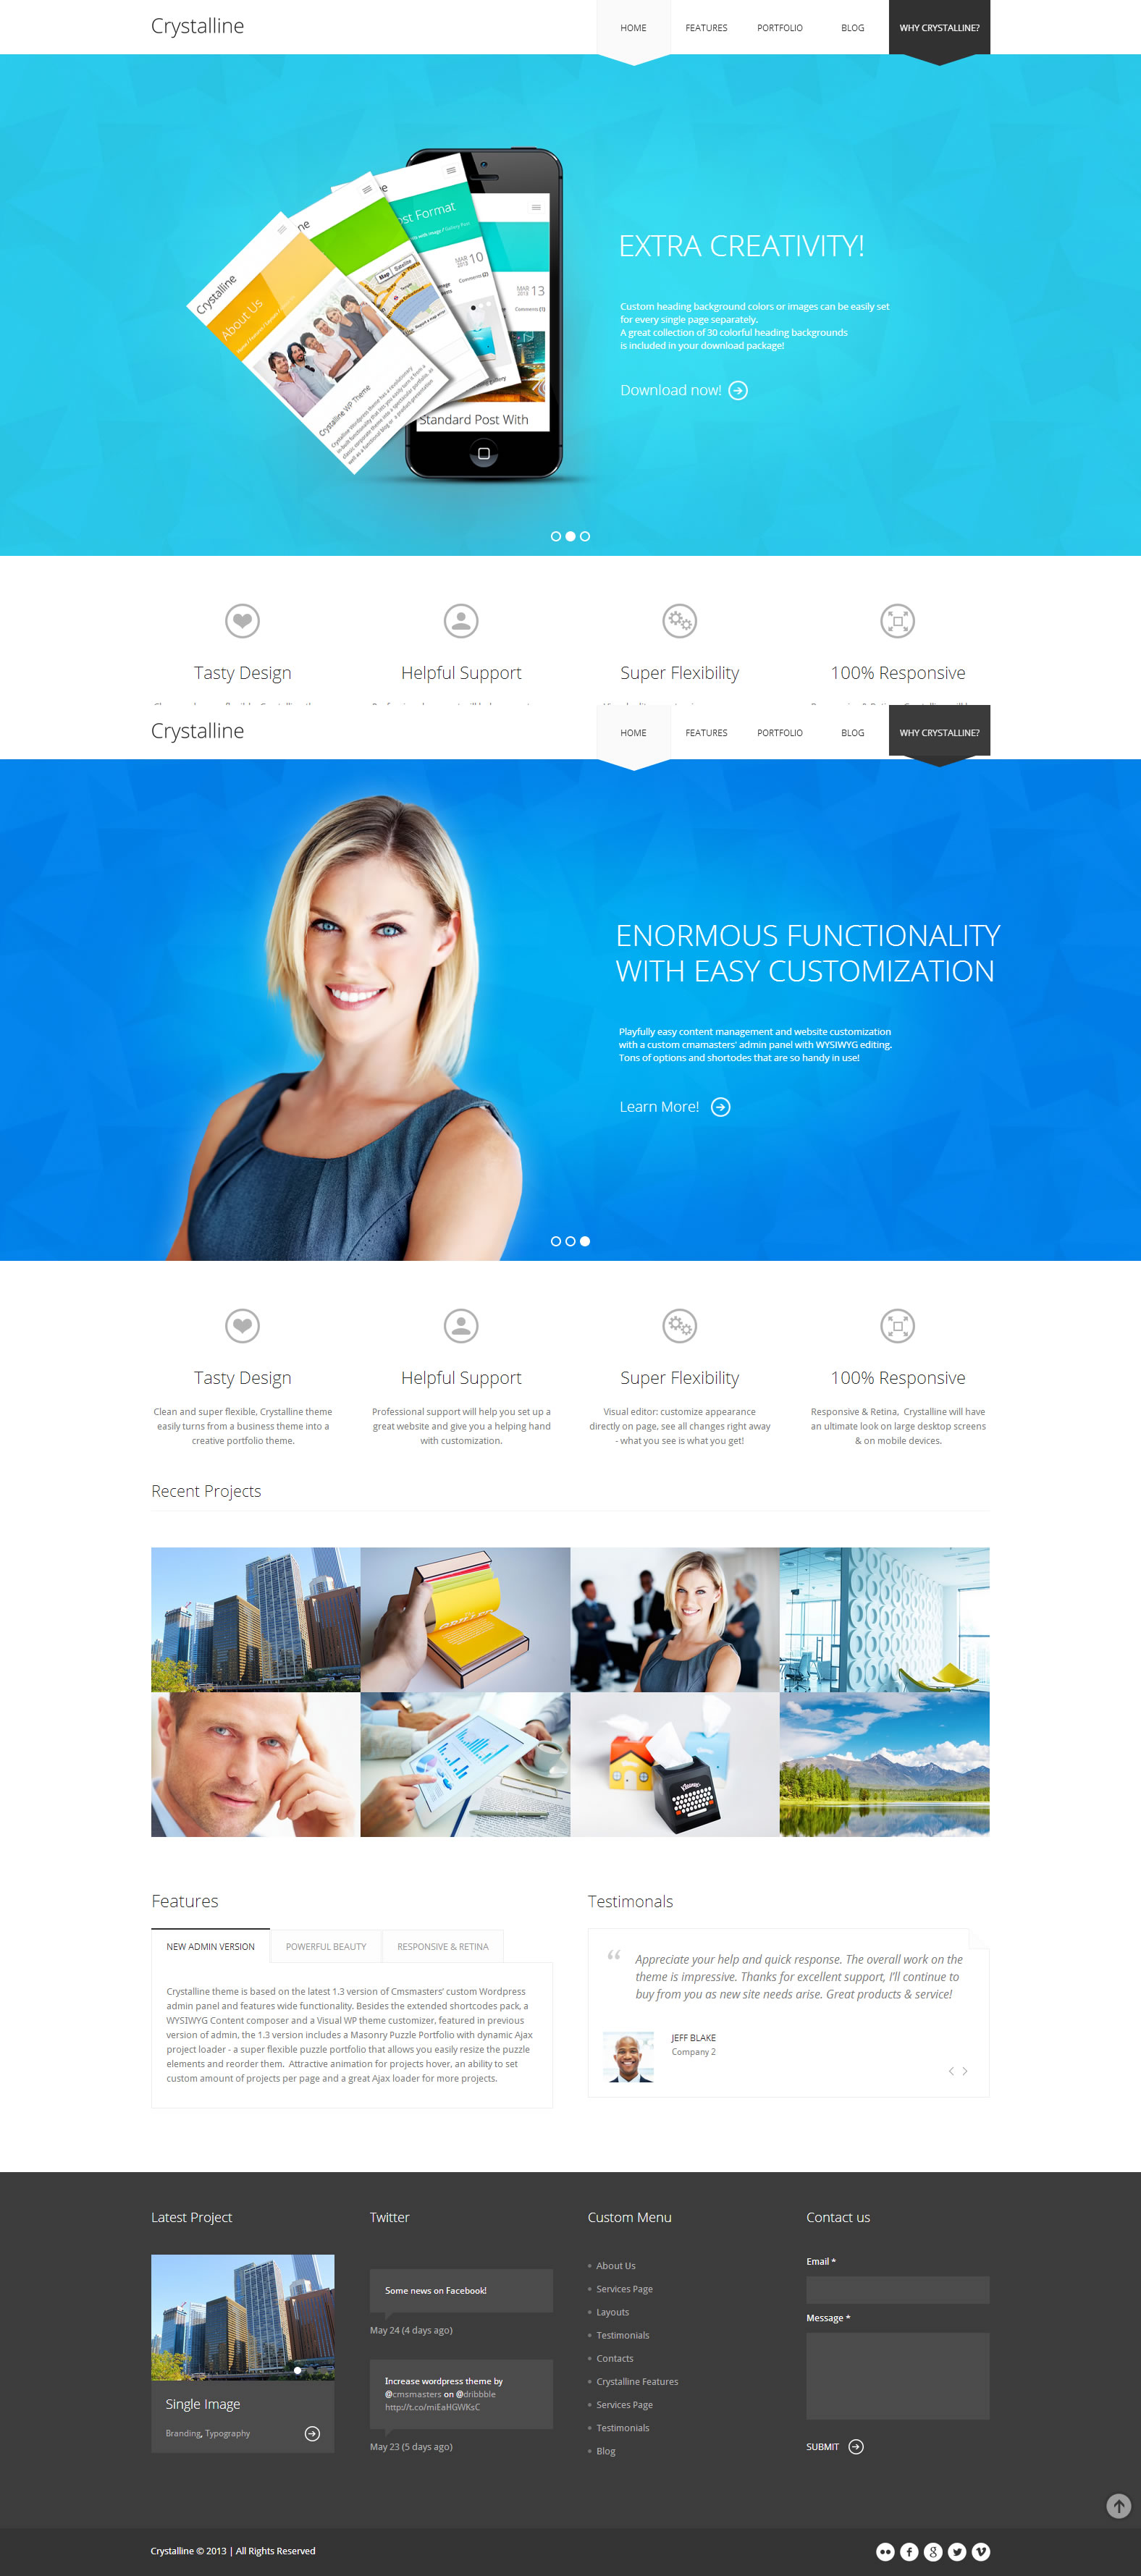 Crystalline
HOME
FEATURES
PORTFOLIO
BLOG
WHY CRYSTALLINE?
Crystalline
About Us
Crystalline WP Theme
ost Format
Map
Satellite
MAR
2013
10
Comments (2)
MAR
2013
13
Comments (1)
Standard Post With
EXTRA CREATIVITY!
Custom heading background colors or images can be easily set
for every single page separately.
A great collection of 30 colorful heading backgrounds
is included in your download package!
Download now!
Tasty Design
Helpful Support
Super Flexibility
100% Responsive
Crystalline
HOME
FEATURES
PORTFOLIO
BLOG
WHY CRYSTALLINE?
ENORMOUS FUNCTIONALITY
WITH EASY CUSTOMIZATION
Playfully easy content management and website customization
with a custom cmamasters' admin panel with WYSIWYG editing.
Tons of options and shortodes that are so handy in use!
Learn More!
Tasty Design
Clean and super flexible, Crystalline theme
easily turns from a business theme into a
creative portfolio theme.
Helpful Support
Professional support will help you set up a
great website and give you a helping hand
with customization.
Super Flexibility
Visual editor: customize appearance
directly on page, see all changes right away
- what you see is what you get!
100% Responsive
Responsive & Retina, Crystalline will have
an ultimate look on large desktop screens
& on mobile devices.
Recent Projects
Kleenex
Features
NEW ADMIN VERSION
POWERFUL BEAUTY
RESPONSIVE & RETINA
Crystalline theme is based on the latest 1.3 version of Cmsmasters' custom Wordpress
admin panel and features wide functionality. Besides the extended shortcodes pack, a
WYSIWYG Content composer and a Visual WP theme customizer, featured in previous
version of admin, the 1.3 version includes a Masonry Puzzle Portfolio with dynamic Ajax
project loader - a super flexible puzzle portfolio that allows you easily resize the puzzle
elements and reorder them. Attractive animation for projects hover, an ability to set
custom amount of projects per page and a great Ajax loader for more projects.
Testimonals
Appreciate your help and quick response. The overall work on the
theme is impressive. Thanks for excellent support, I'll continue to
buy from you as new site needs arise. Great products & service!
JEFF BLAKE
Company 2
Latest Project
Single Image
Branding, Typography
Twitter
Some news on Facebook!
May 24 (4 days ago)
Increase wordpress theme by
@cmsmasters on @dribbble
http://t.co/miEaHGWKsC
May 23 (5 days ago)
Custom Menu
About Us
Services Page
Layouts
Testimonials
Contacts
Crystalline Features
Services Page
Testimonials
Blog
Contact us
Email *
Message *
SUBMIT
Crystalline © 2013 | All Rights Reserved